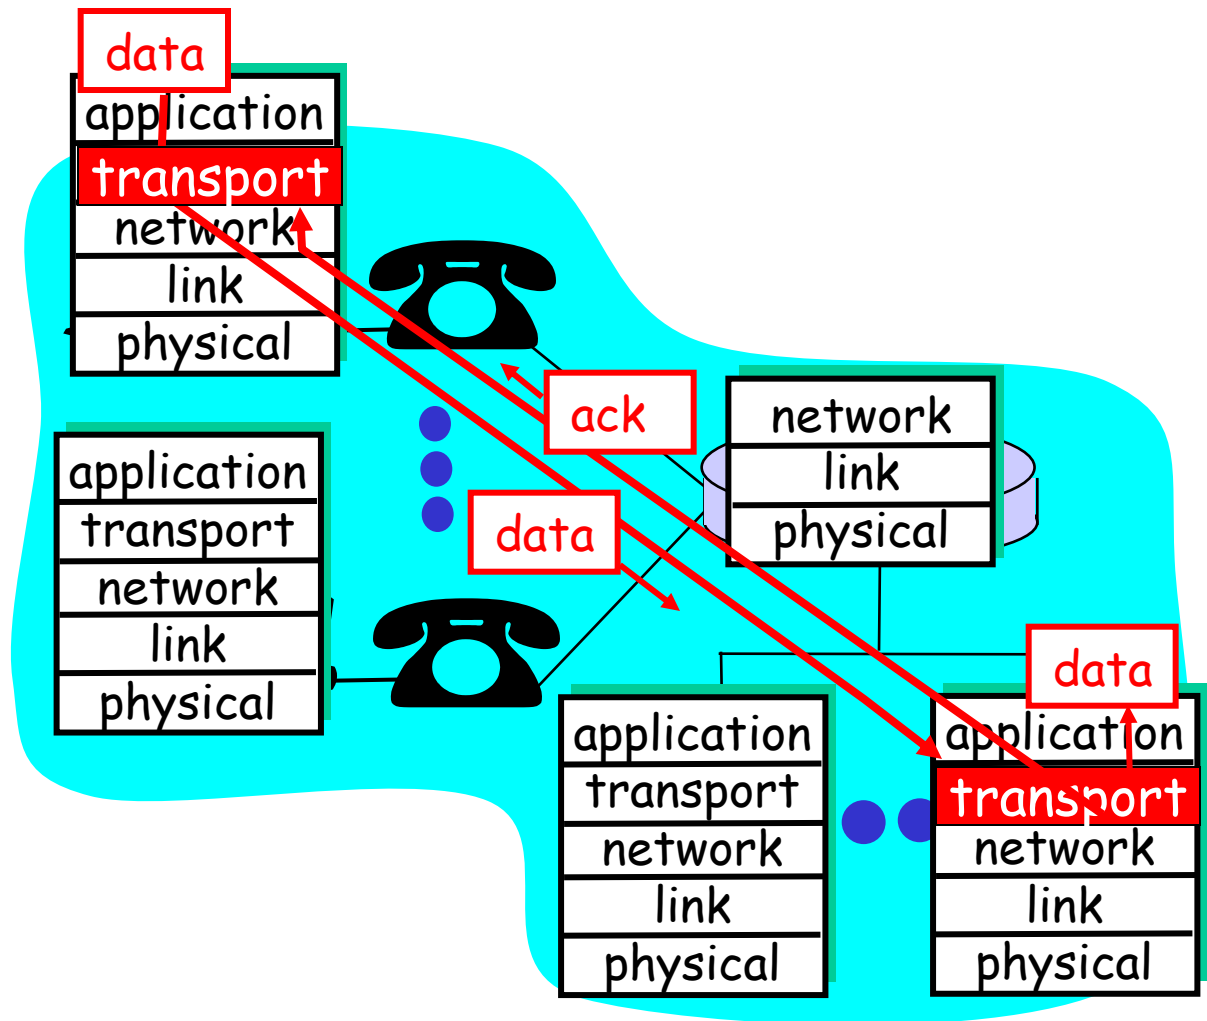 data
application
transport
network
link
physical
application
transport
network
link
physical
ack
data
network
link
physical
application
transport
network
link
physical
data
application
transport
network
link
physical